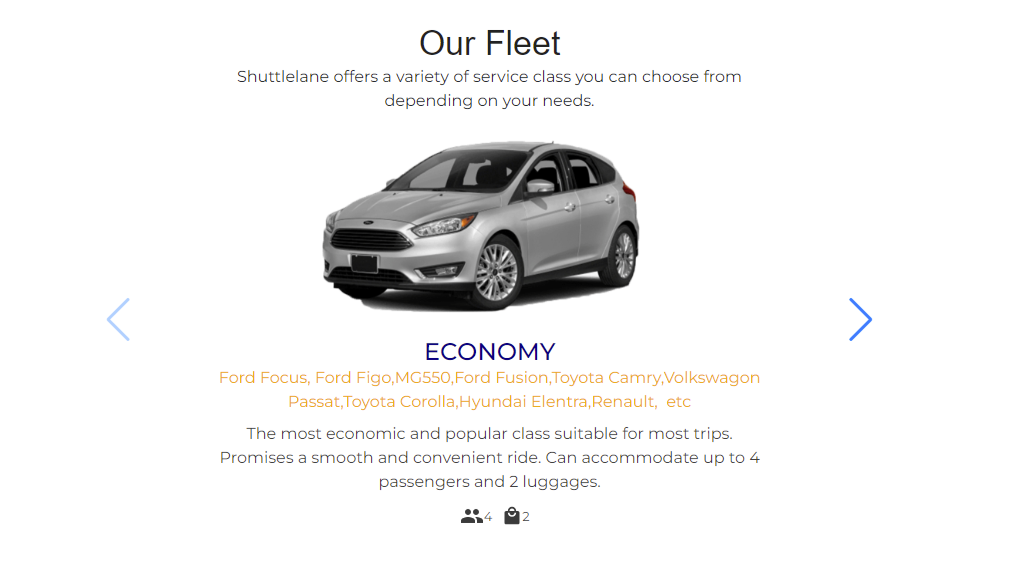 Our Fleet
Shuttlelane offers a variety of service class you can choose from
depending on your needs.
ECONOMY
Ford Focus, Ford Figo,MG550,Ford Fusion,Toyota Camry,Volkswagon
Passat,Toyota Corolla,Hyundai Elentra,Renault,  etc
The most economic and popular class suitable for most trips.
Promises a smooth and convenient ride. Can accommodate up to 4
passengers and 2 luggages.
4 2